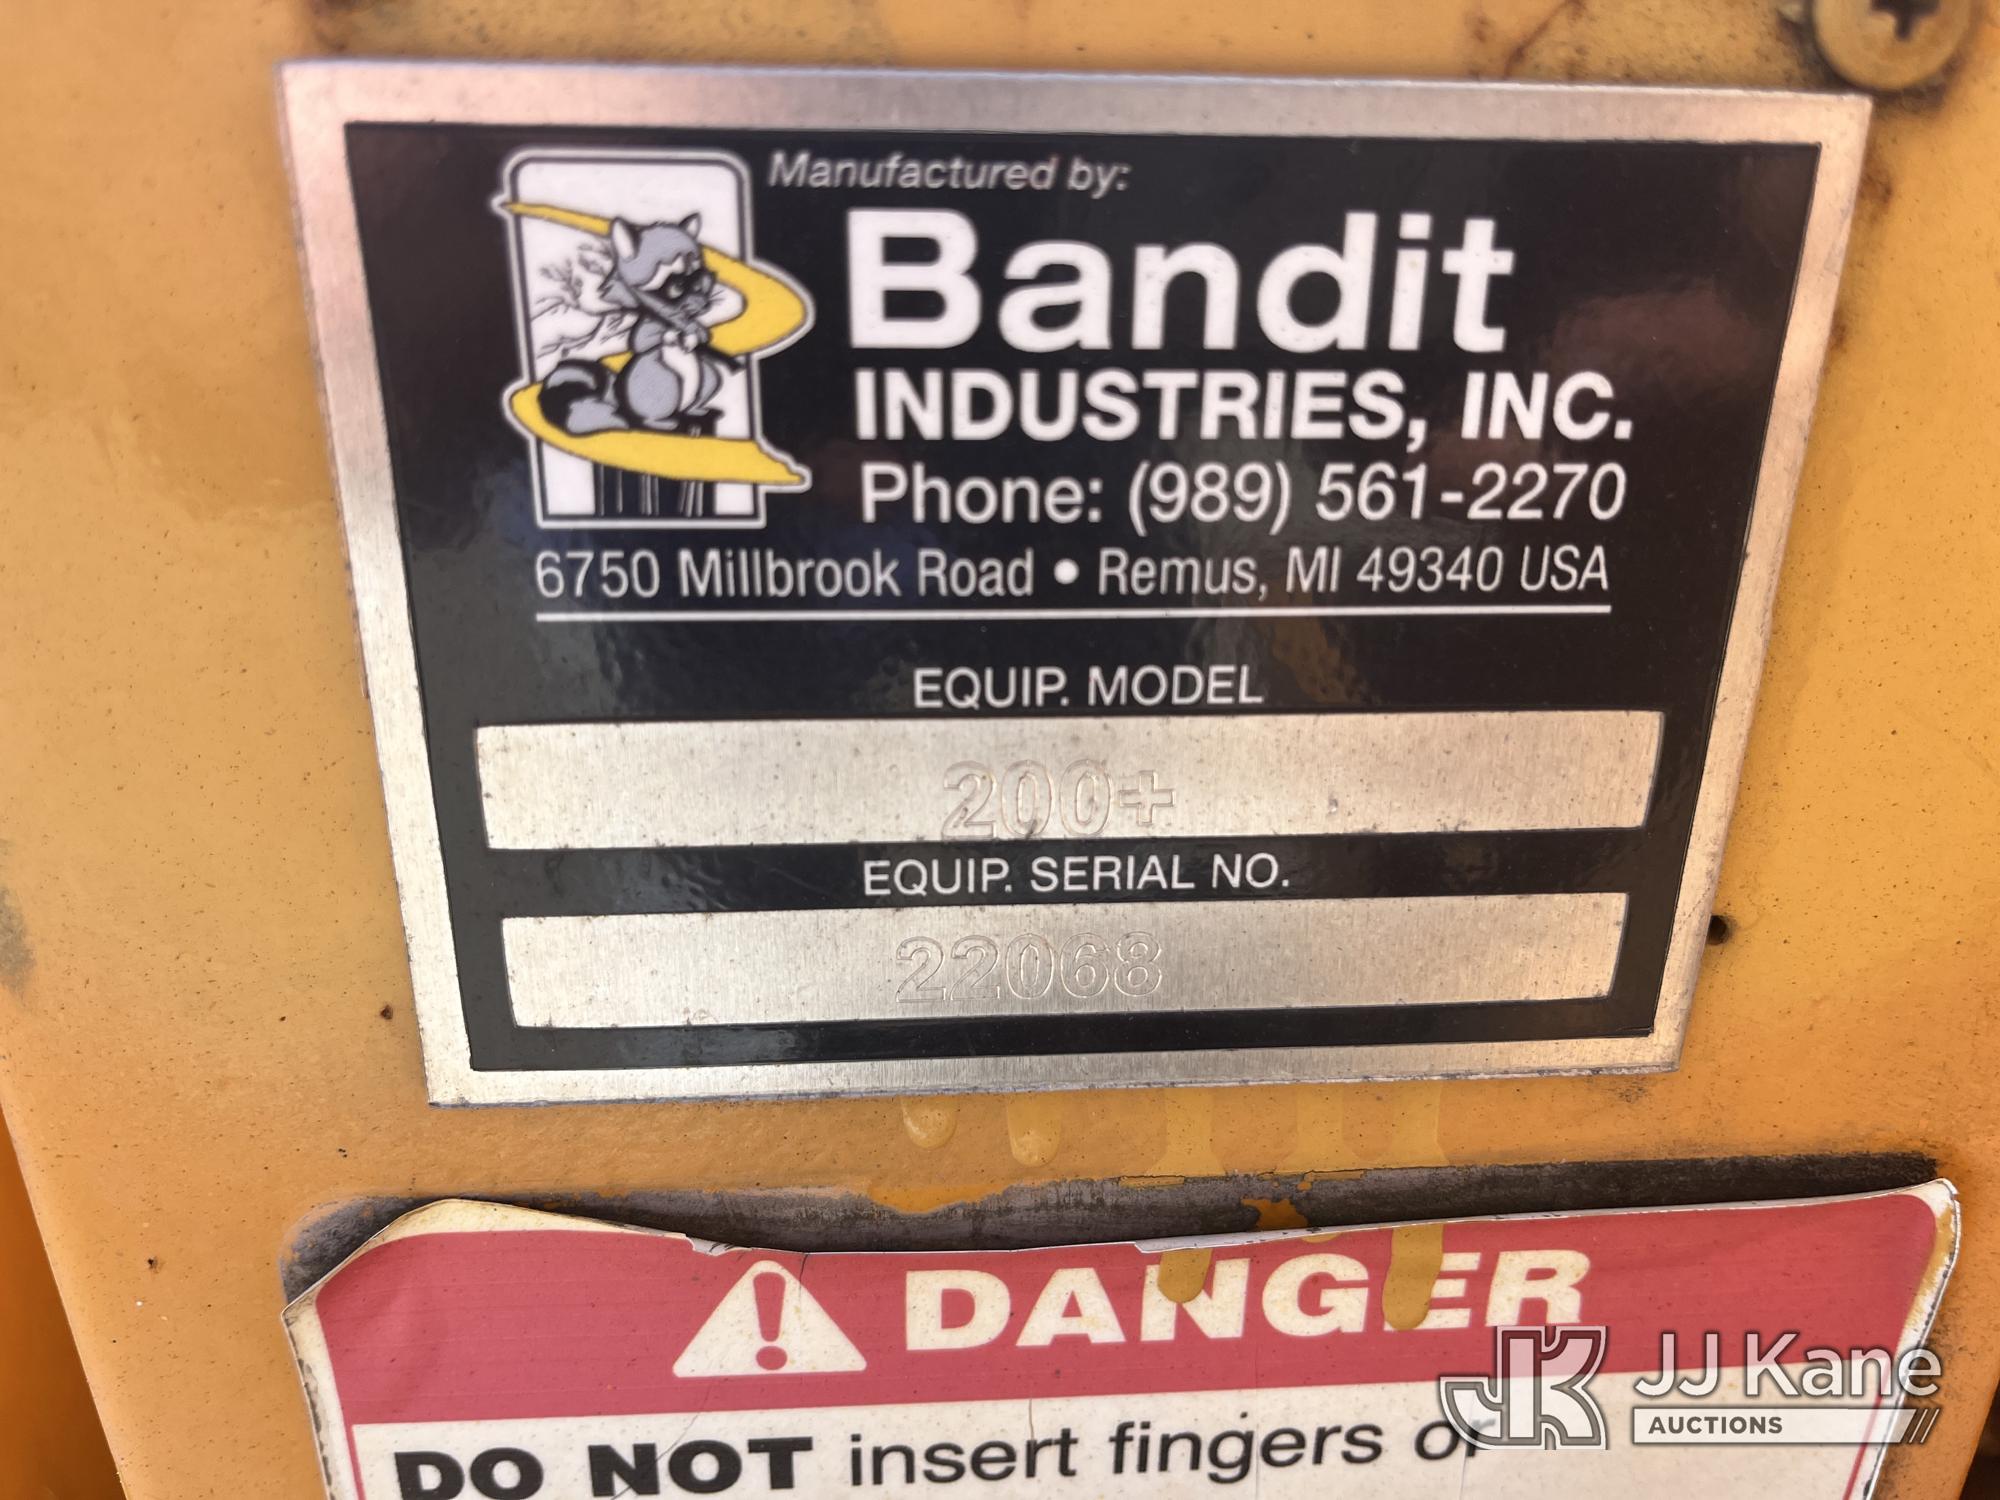 Manufactured by:
Bandit
INDUSTRIES, INC.
Phone: (989) 561-2270
6750 Millbrook Road • Remus, MI 49340 USA
EQUIP. MODEL
200+
EQUIP. SERIAL NO.
22068
DANGER
DO NOT insert fingers or
JJ Kane
AUCTIONS